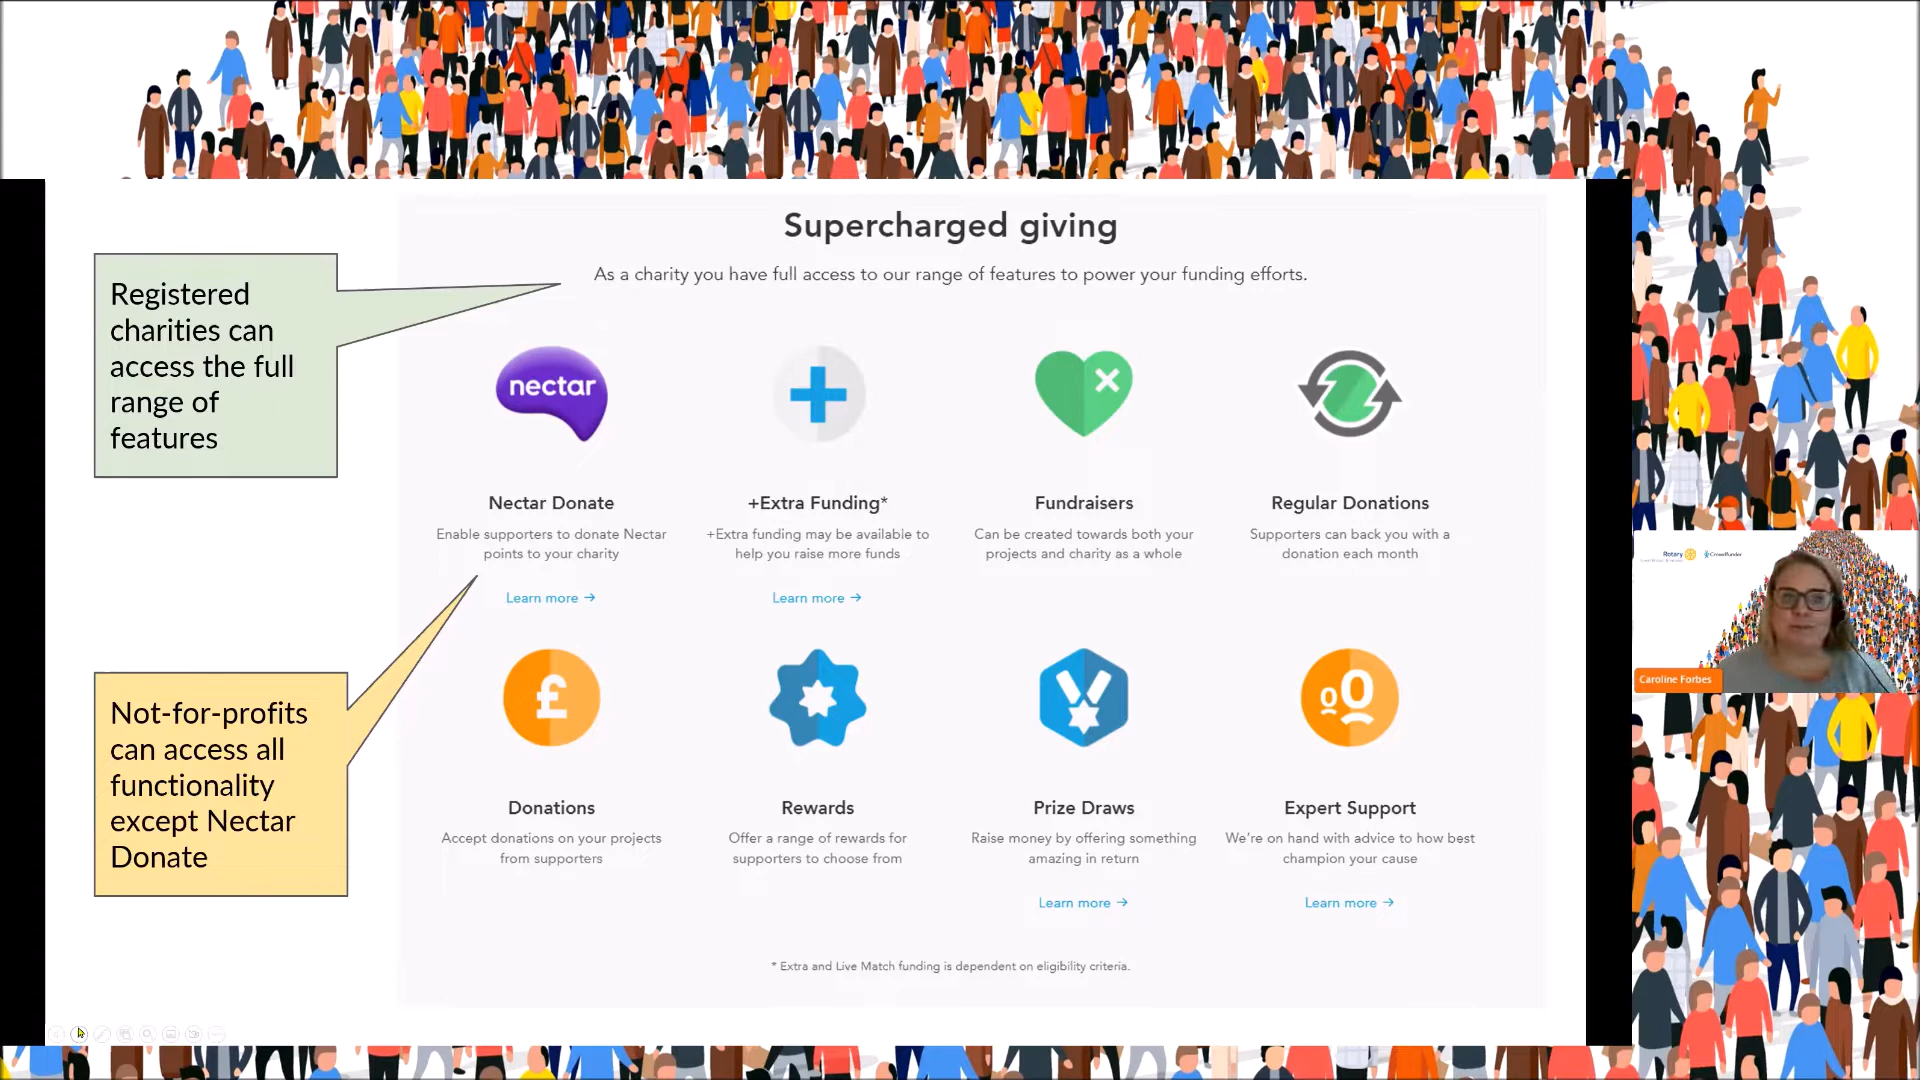 Supercharged giving
As a charity you have full access to our range of features to power your funding efforts.
Registered
charities can
access the full
range of
features
nectar
Nectar Donate
Enable supporters to donate Nectar
points to your charity
Learn more →
+Extra Funding*
+Extra funding may be available to
help you raise more funds
Learn more →
Fundraisers
Can be created towards both your
projects and charity as a whole
Regular Donations
Supporters can back you with a
donation each month
Not-for-profits
can access all
functionality
except Nectar
Donate
£
Donations
Accept donations on your projects
from supporters
Rewards
Offer a range of rewards for
supporters to choose from
Prize Draws
Raise money by offering something
amazing in return
Learn more →
Expert Support
We're on hand with advice to how best
champion your cause
Learn more →
* Extra and Live Match funding is dependent on eligibility criteria.
Rotary
Crowdfunder
Caroline Forbes